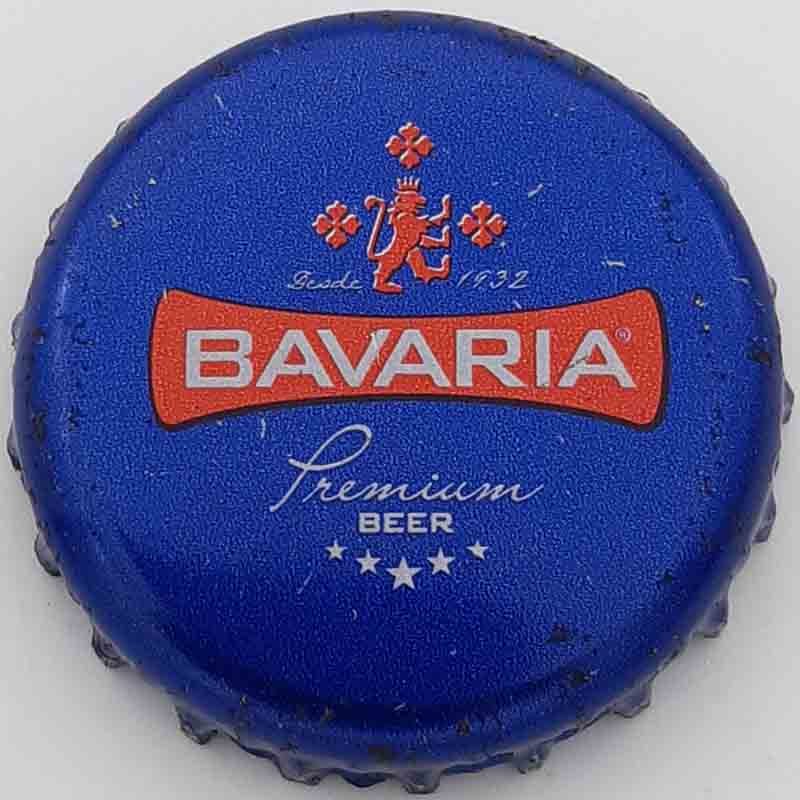 Desde 1932
BAVARIA®
Premium
BEER